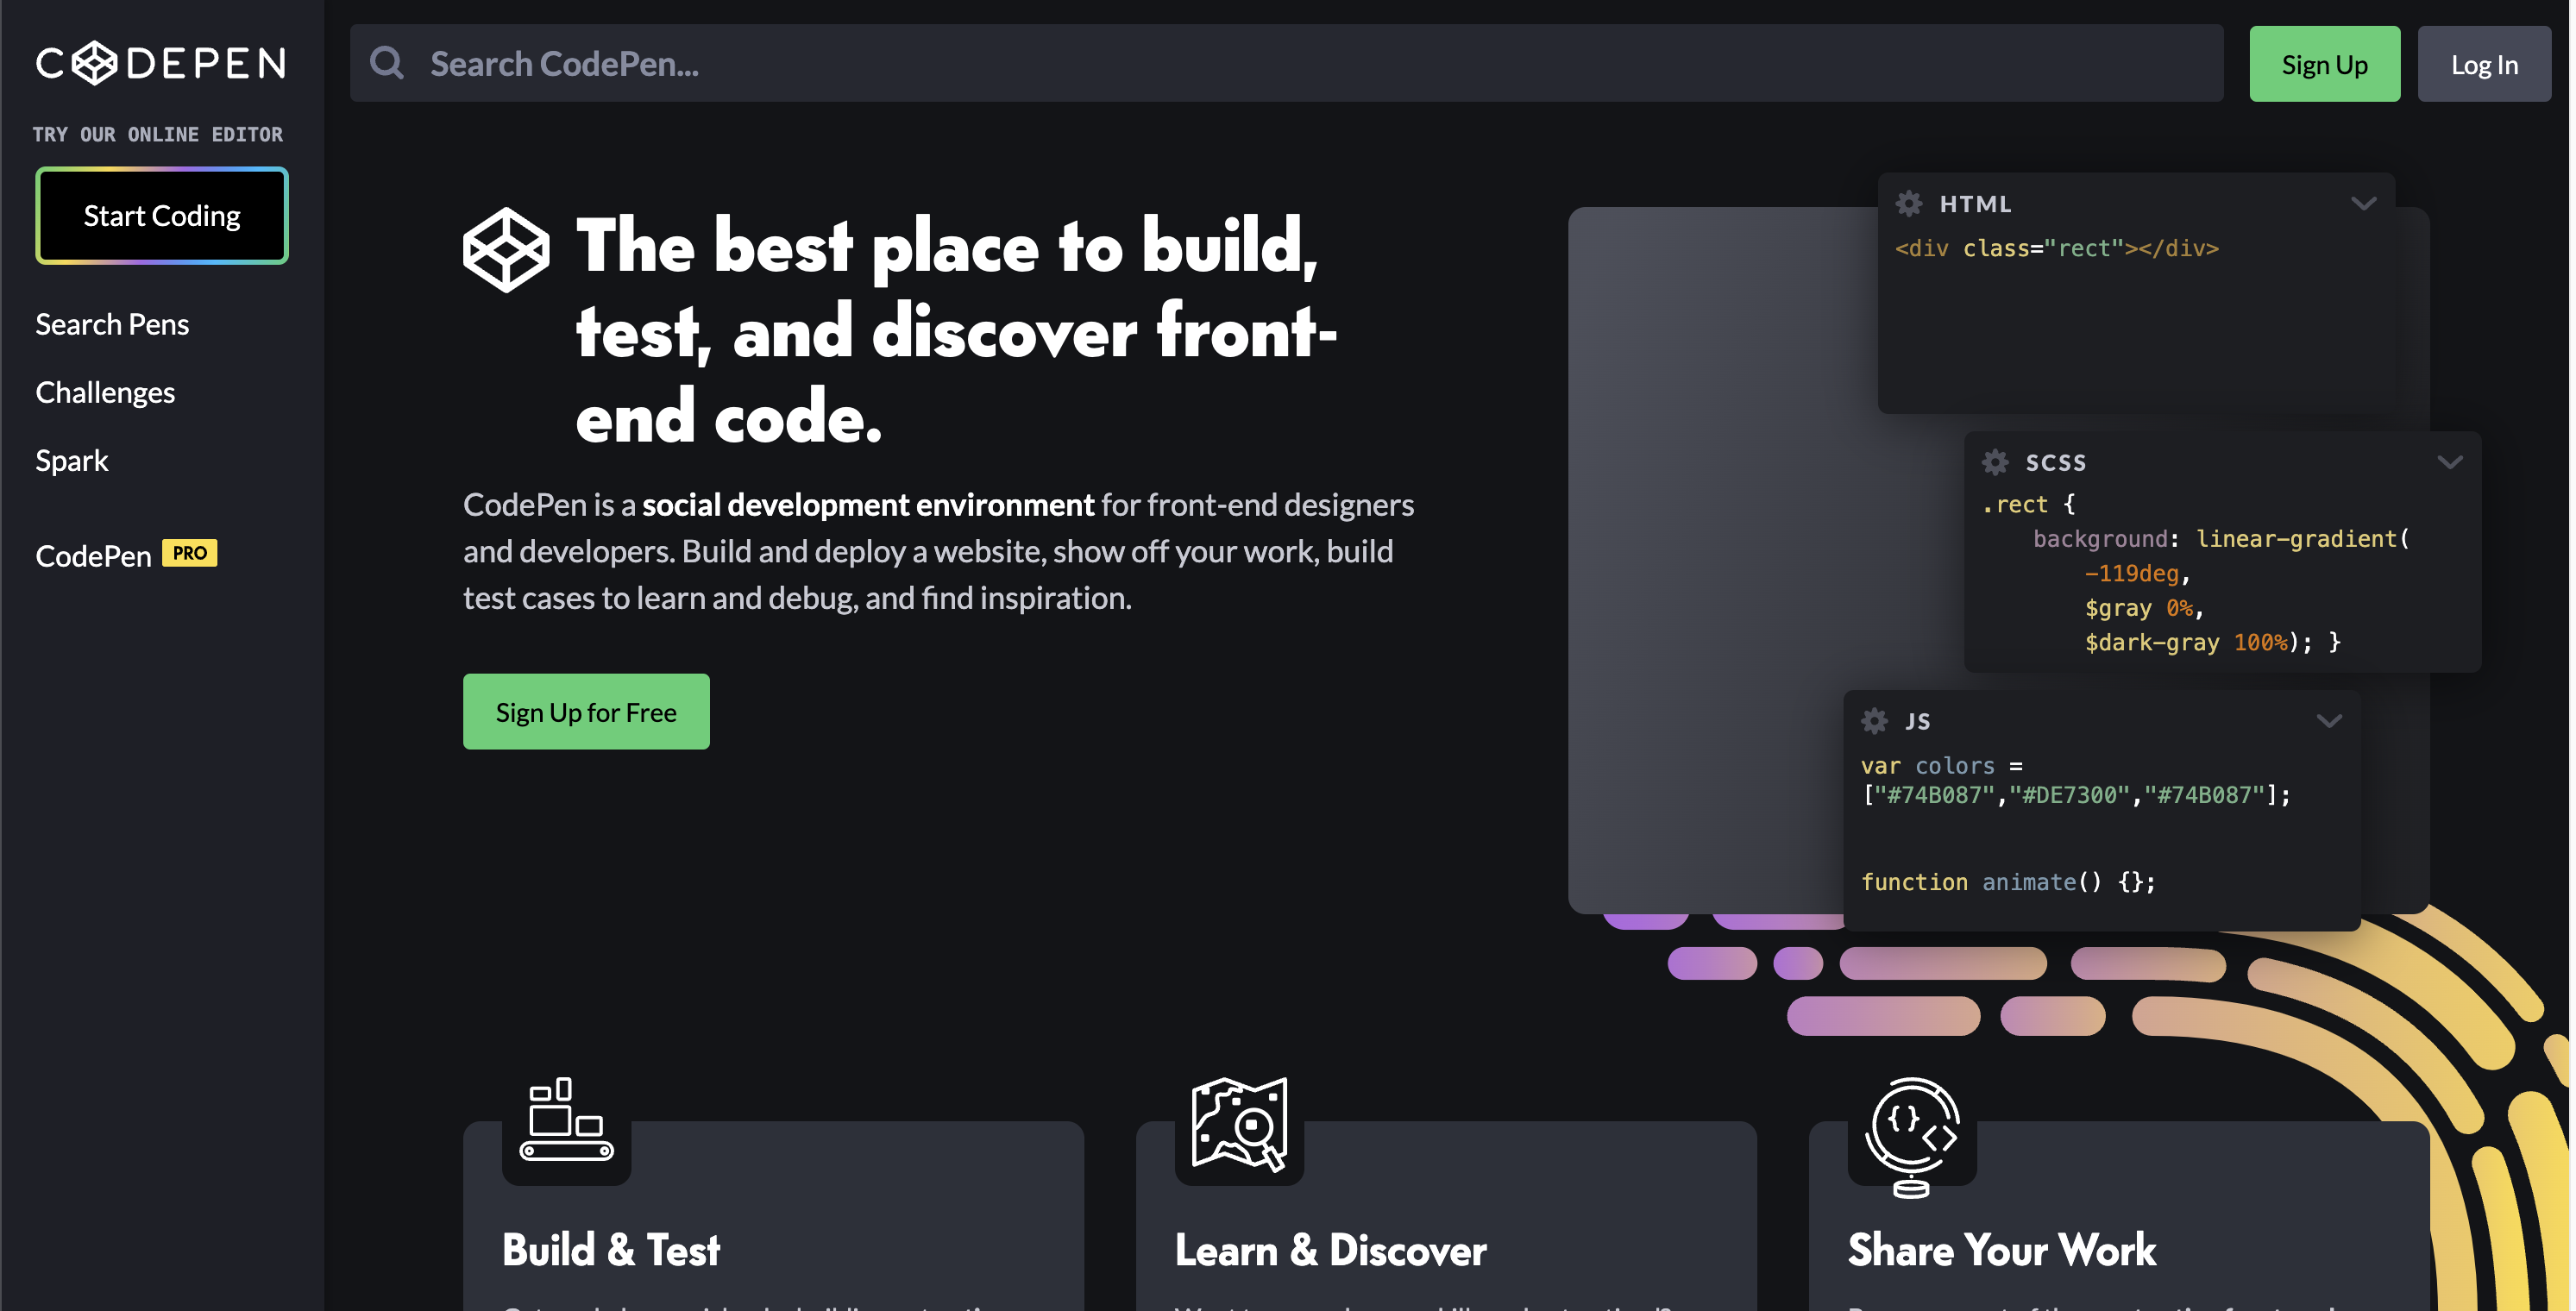 CODEPEN
Search CodePen...
Sign Up
Log In
TRY OUR ONLINE EDITOR
Start Coding
Search Pens
Challenges
Spark
CodePen PRO
The best place to build,
test, and discover front-
end code.
CodePen is a social development environment for front-end designers
and developers. Build and deploy a website, show off your work, build
test cases to learn and debug, and find inspiration.
Sign Up for Free
HTML
<div class="rect"></div>
SCSS
.rect {
background: linear-gradient(
-119deg,
$gray 0%,
$dark-gray 100%); }
JS
var colors =
["#74B087","#DE7300","#74B087"];
function animate() {};
{}
<>
Build & Test
Learn & Discover
Share Your Work